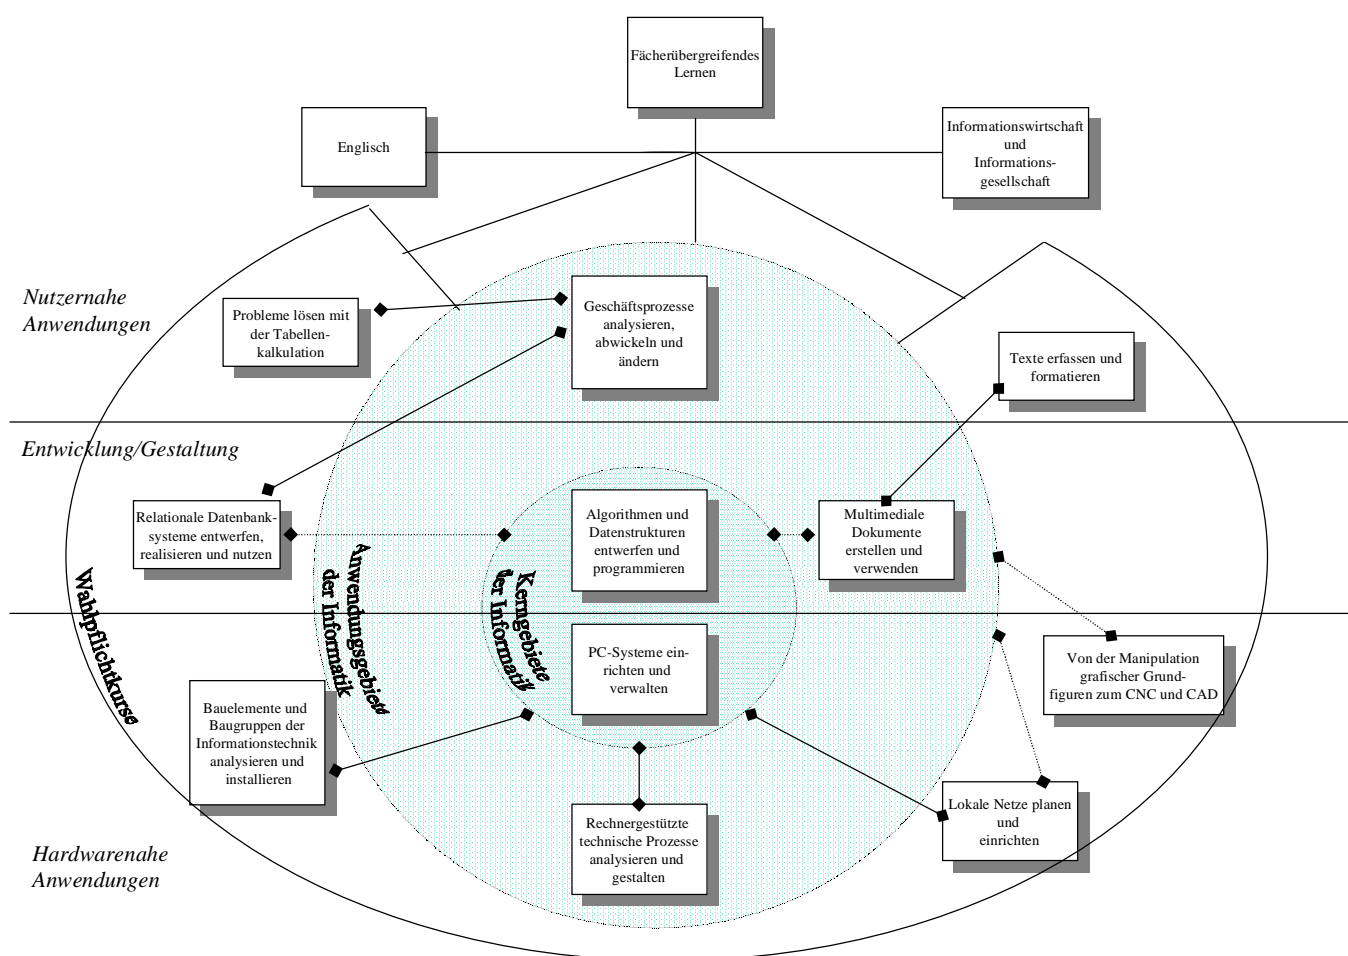 Fächerübergreifendes
Lernen
Englisch
Informationswirtschaft
und
Informations-
gesellschaft
Nutzernahe
Anwendungen
Probleme lösen mit
der Tabellen-
kalkulation
Geschäftsprozesse
analysieren,
abwickeln und
ändern
Texte erfassen und
formatieren
Entwicklung/Gestaltung
Relationale Datenbank-
systeme entwerfen,
realisieren und nutzen
Algorithmen und
Datenstrukturen
entwerfen und
programmieren
Multimediale
Dokumente
erstellen und
verwenden
Wahlpflichtkurse
Anwendungsgebiete
der Informatik
Kerngebiete
der Informatik
PC-Systeme ein-
richten und
verwalten
Von der Manipulation
grafischer Grund-
figuren zum CNC und CAD
Bauelemente und
Baugruppen der
Informationstechnik
analysieren und
installieren
Rechnergestützte
technische Prozesse
analysieren und
gestalten
Lokale Netze planen
und
einrichten
Hardwarenahe
Anwendungen